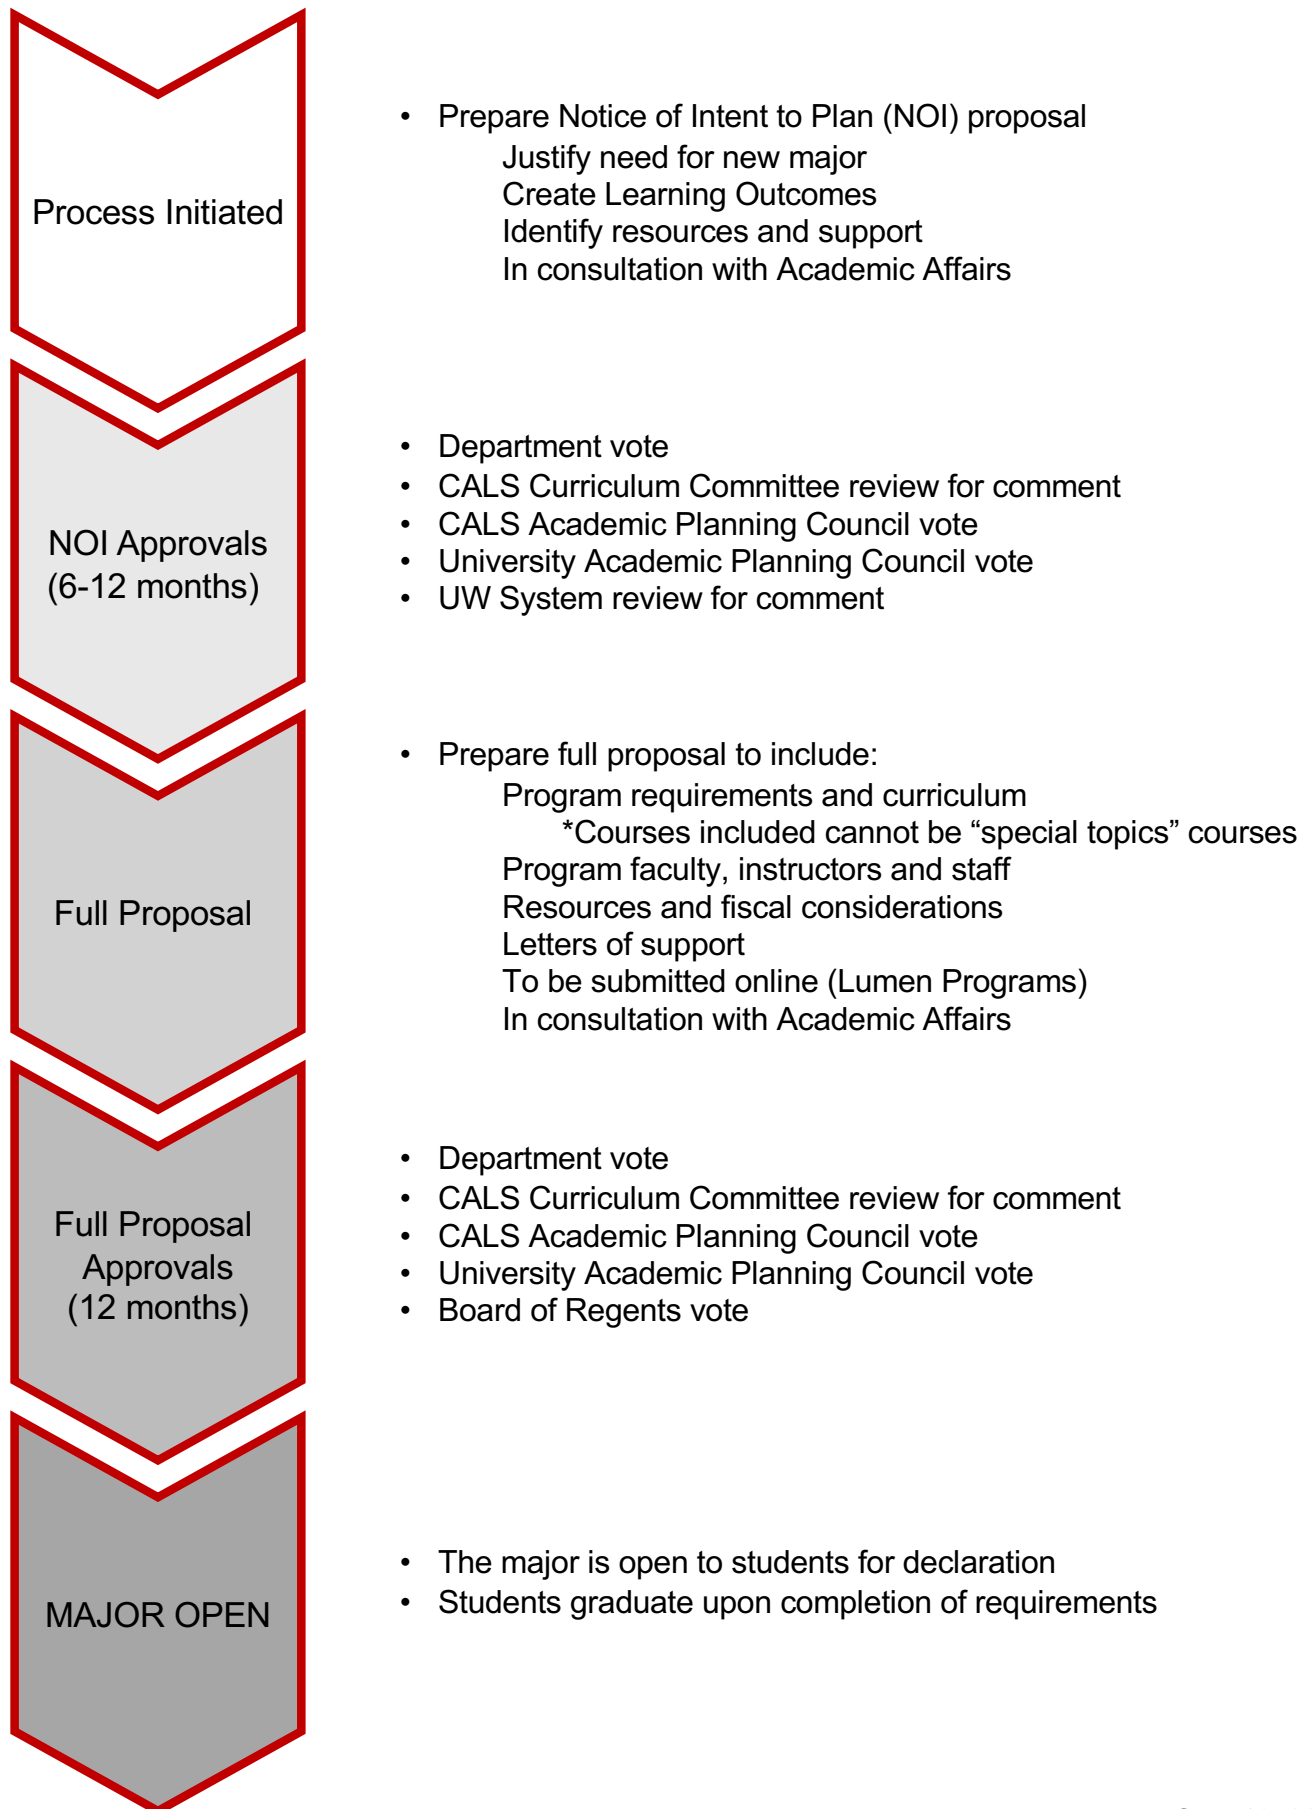 Process Initiated
• Prepare Notice of Intent to Plan (NOI) proposal
Justify need for new major
Create Learning Outcomes
Identify resources and support
In consultation with Academic Affairs
NOI Approvals
(6-12 months)
• Department vote
• CALS Curriculum Committee review for comment
• CALS Academic Planning Council vote
• University Academic Planning Council vote
• UW System review for comment
Full Proposal
• Prepare full proposal to include:
Program requirements and curriculum
*Courses included cannot be “special topics” courses
Program faculty, instructors and staff
Resources and fiscal considerations
Letters of support
To be submitted online (Lumen Programs)
In consultation with Academic Affairs
Full Proposal
Approvals
(12 months)
• Department vote
• CALS Curriculum Committee review for comment
• CALS Academic Planning Council vote
• University Academic Planning Council vote
• Board of Regents vote
MAJOR OPEN
• The major is open to students for declaration
• Students graduate upon completion of requirements